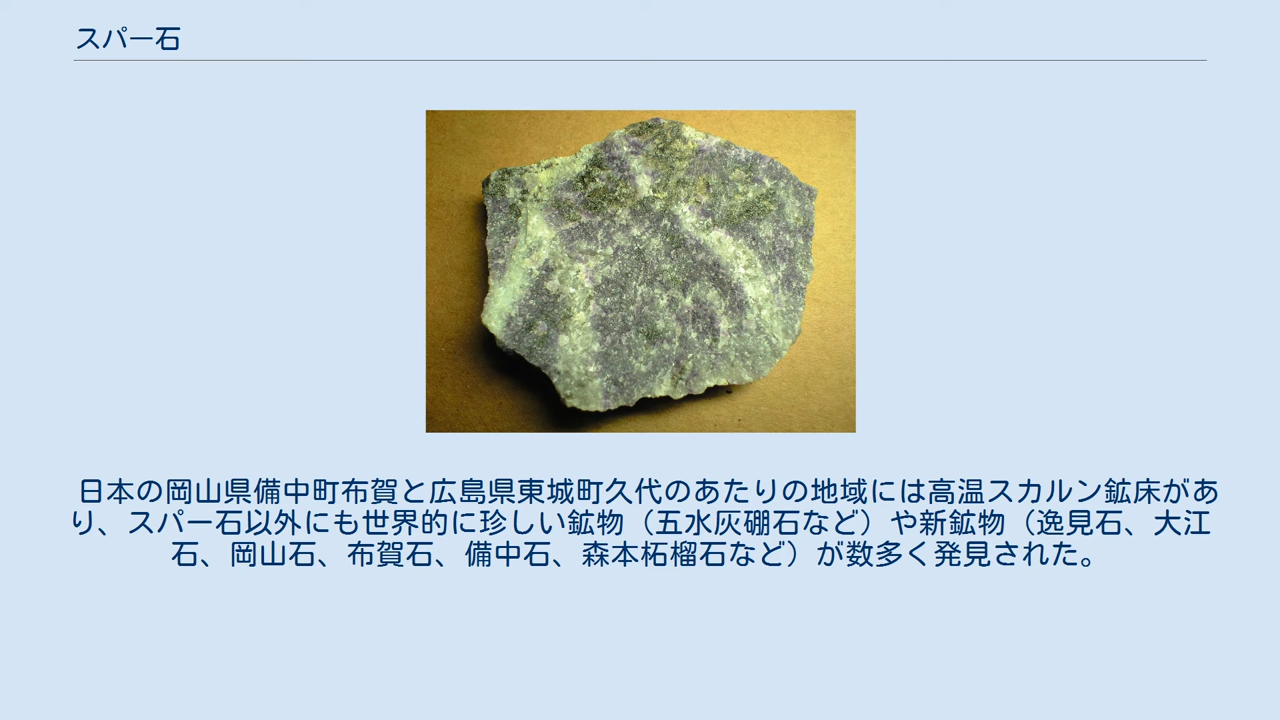 スパー石
日本の岡山県備中町布賀と広島県東城町久代のあたりの地域には高温スカルン鉱床があ
り、スパー石以外にも世界的に珍しい鉱物（五水灰硼石など）や新鉱物（逸見石、大江
石、岡山石、布賀石、備中石、森本柘榴石など）が数多く発見された。